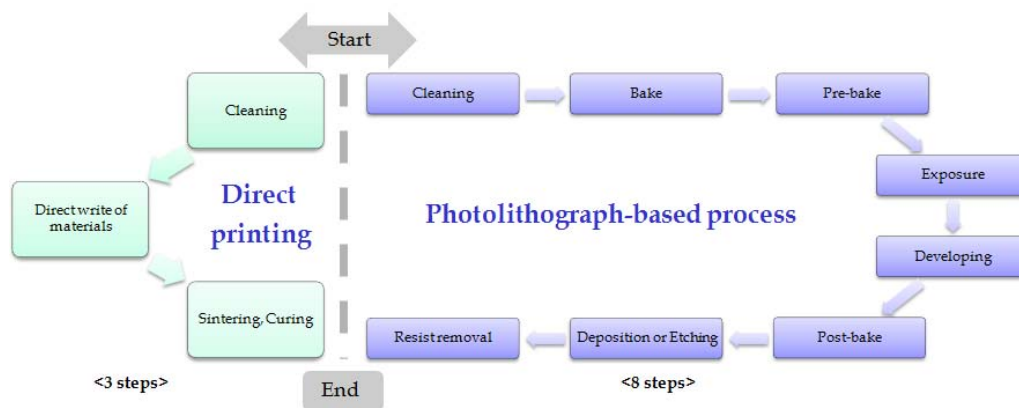 Start
Cleaning
Direct write of
materials
Sintering, Curing
Direct
printing
<3 steps>
Cleaning
Bake
Pre-bake
Exposure
Developing
Post-bake
Deposition or Etching
Resist removal
Photolithograph-based process
<8 steps>
End